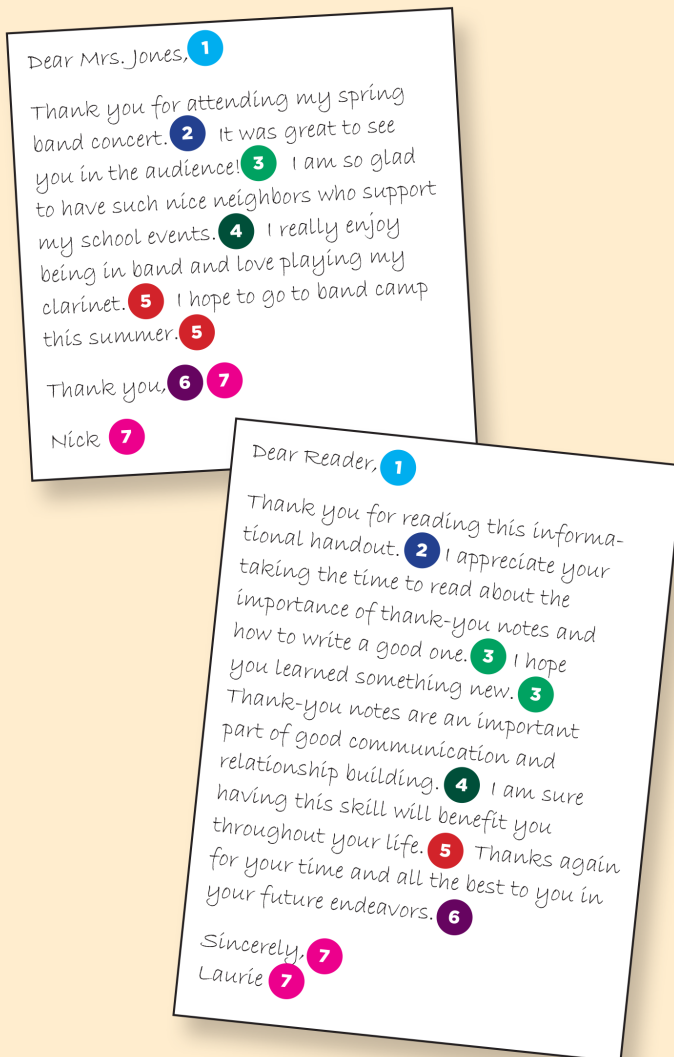 Dear Mrs. Jones, 1
Thank you for attending my spring
band concert. 2 It was great to see
you in the audience! 3 I am so glad
to have such nice neighbors who support
my school events. 4 I really enjoy
being in band and love playing my
clarinet. 5 I hope to go to band camp
this summer. 5
Thank you, 6 7
Nick 7
Dear Reader, 1
Thank you for reading this informa-
tional handout. 2 I appreciate your
taking the time to read about the
importance of thank-you notes and
how to write a good one. 3 I hope
you learned something new. 3
Thank-you notes are an important
part of good communication and
relationship building. 4 I am sure
having this skill will benefit you
throughout your life. 5 Thanks again
for your time and all the best to you in
your future endeavors. 6
Sincerely, 7
Laurie 7